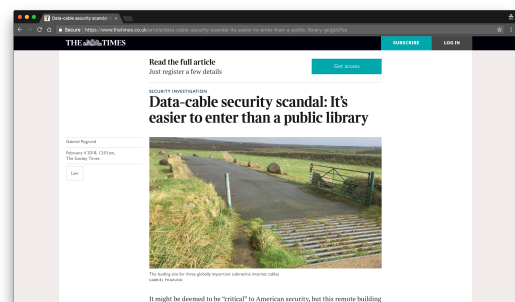 Data-cable security scandal
Secure https://www.thetimes.co.uk/article/data-cable-security-scandal-its-easier-to-enter-than-a-public-library-
THE TIMES
SUBSCRIBE
LOG IN
Read the full article
Just register a few details
Get access
SECURITY INVESTIGATION
Data-cable security scandal: It's
easier to enter than a public library
Gabriel Pogrund
February 4 2018, 12:01am,
The Sunday Times
Law
The landing site for three globally important submarine internet cables
GABRIEL POGRUND
It might be deemed to be "critical" to American security, but this remote building